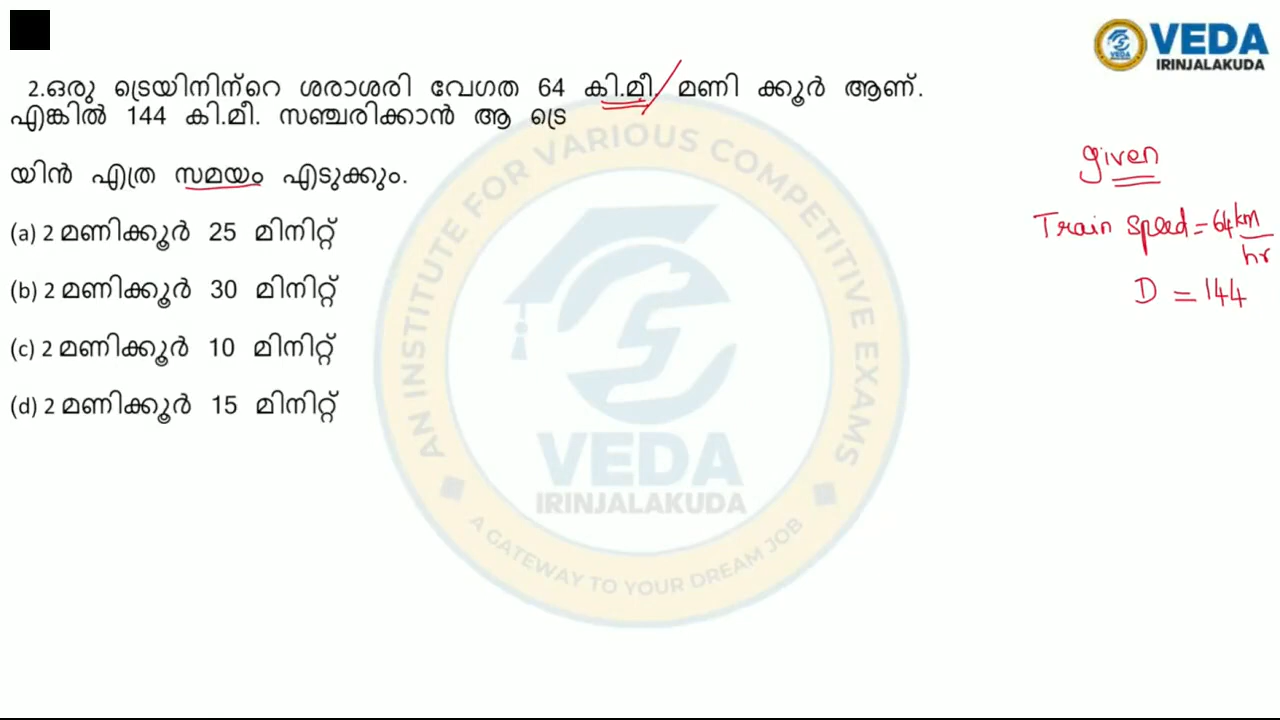 VEDA
IRINJALAKUDA
2.ഒരു ട്രെയിനിന്റെ ശരാശരി വേഗത 64 കി.മീ / മണി ക്കൂർ ആണ്.
എങ്കിൽ 144 കി.മീ. സഞ്ചരിക്കാൻ ആ ട്രെ
യിൻ എത്ര സമയം എടുക്കും.
(a) 2 മണിക്കൂർ 25 മിനിറ്റ്
(b) 2 മണിക്കൂർ 30 മിനിറ്റ്
(c) 2 മണിക്കൂർ 10 മിനിറ്റ്
(d) 2 മണിക്കൂർ 15 മിനിറ്റ്
given
Train speed = 64 km/hr
D = 144
AN INSTITUTE FOR VARIOUS COMPETITIVE EXAMS
VEDA
IRINJALAKUDA
A GATEWAY TO YOUR DREAM JOB